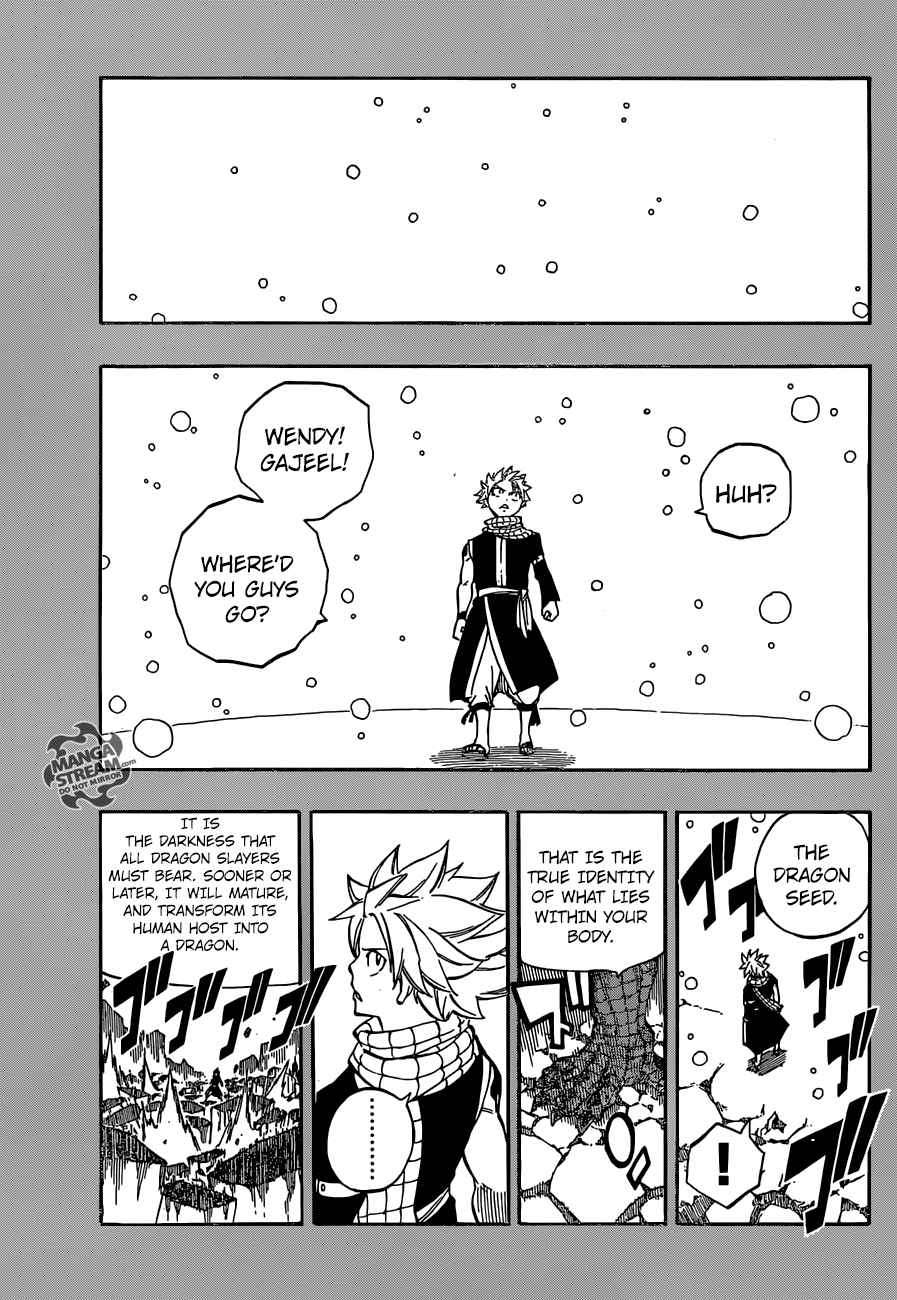 HUH?
WENDY!
GAJEEL!
WHERE'D
YOU GUYS
GO?
THE
DRAGON
SEED.
!
ゴゴ
ゴゴ
THAT IS THE
TRUE IDENTITY
OF WHAT LIES
WITHIN YOUR
BODY.
..........
IT IS
THE DARKNESS THAT
ALL DRAGON SLAYERS
MUST BEAR. SOONER OR
LATER, IT WILL MATURE,
AND TRANSFORM ITS
HUMAN HOST INTO
A DRAGON.
ゴゴゴゴ
MANGA
STREAM.com
DO NOT MIRROR